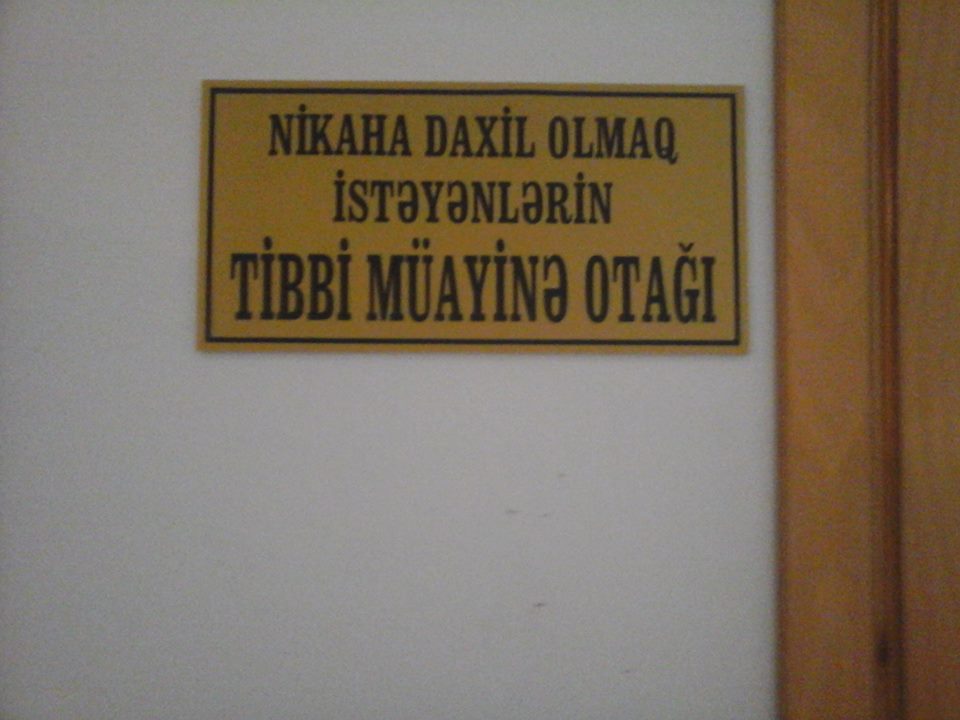 NİKAHA DAXİL OLMAQ
İSTƏYƏNLƏRİN
TİBBİ MÜAYİNƏ OTAĞI